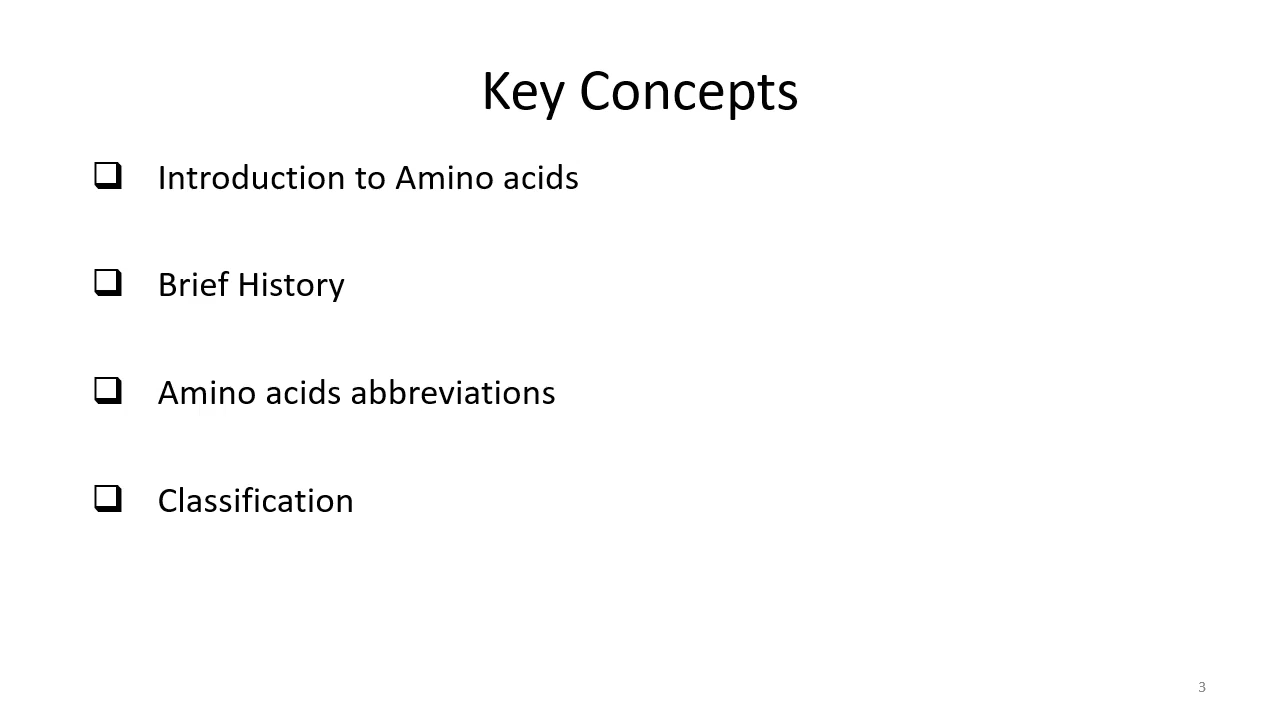 Key Concepts
❑ Introduction to Amino acids
❑ Brief History
❑ Amino acids abbreviations
❑ Classification
3